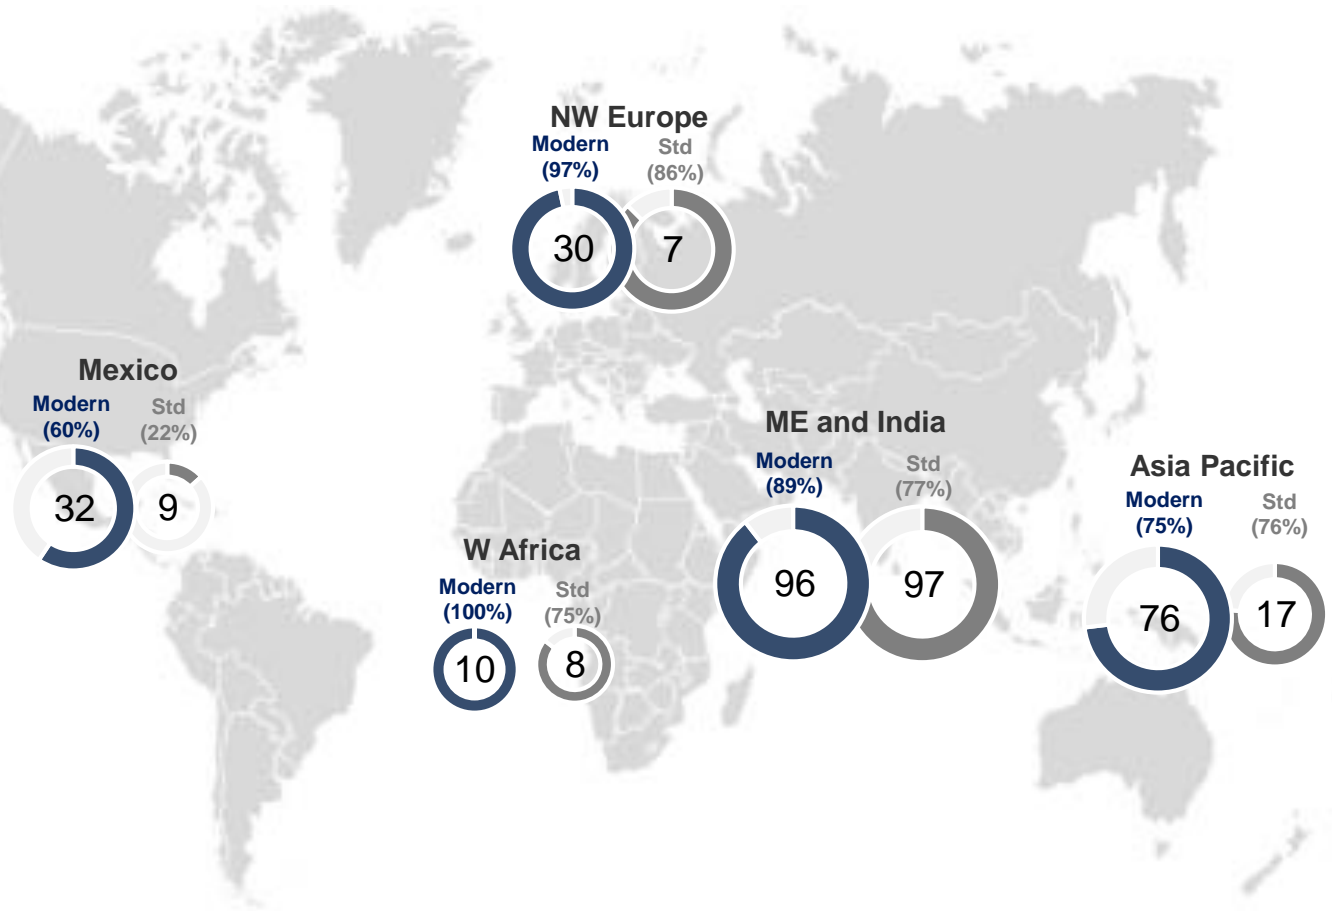 NW Europe
Modern Std
(97%) (86%)
30 7
Mexico
Modern Std
(60%) (22%)
32 9
ME and India
Modern Std
(89%) (77%)
96 97
Asia Pacific
Modern Std
(75%) (76%)
76 17
W Africa
Modern Std
(100%) (75%)
10 8